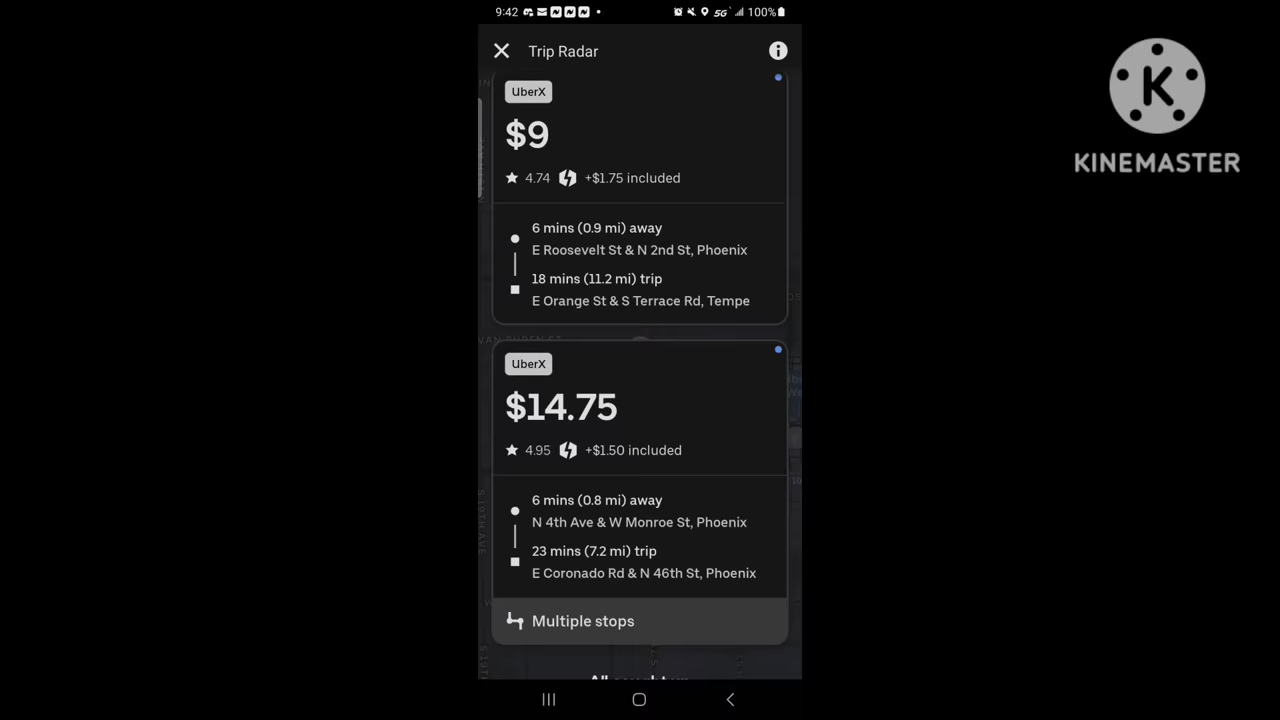 9:42
5G
100%
Trip Radar
UberX
$9
4.74 +$1.75 included
6 mins (0.9 mi) away
E Roosevelt St & N 2nd St, Phoenix
18 mins (11.2 mi) trip
E Orange St & S Terrace Rd, Tempe
UberX
$14.75
4.95 +$1.50 included
6 mins (0.8 mi) away
N 4th Ave & W Monroe St, Phoenix
23 mins (7.2 mi) trip
E Coronado Rd & N 46th St, Phoenix
Multiple stops
K
KINEMASTER